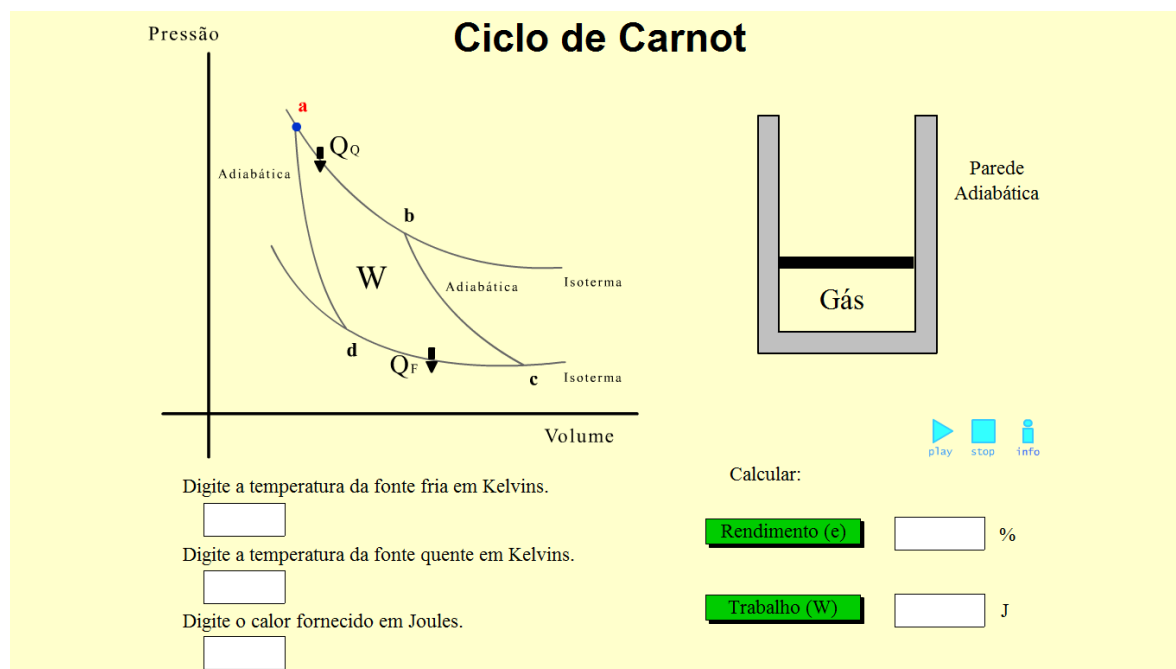 Ciclo de Carnot
Pressão
a
QQ
Adiabática
b
W
Adiabática
Isoterma
d
QF
c
Isoterma
Volume
Parede
Adiabática
Gás
play stop info
Digite a temperatura da fonte fria em Kelvins.
Digite a temperatura da fonte quente em Kelvins.
Digite o calor fornecido em Joules.
Calcular:
Rendimento (e) %
Trabalho (W) J